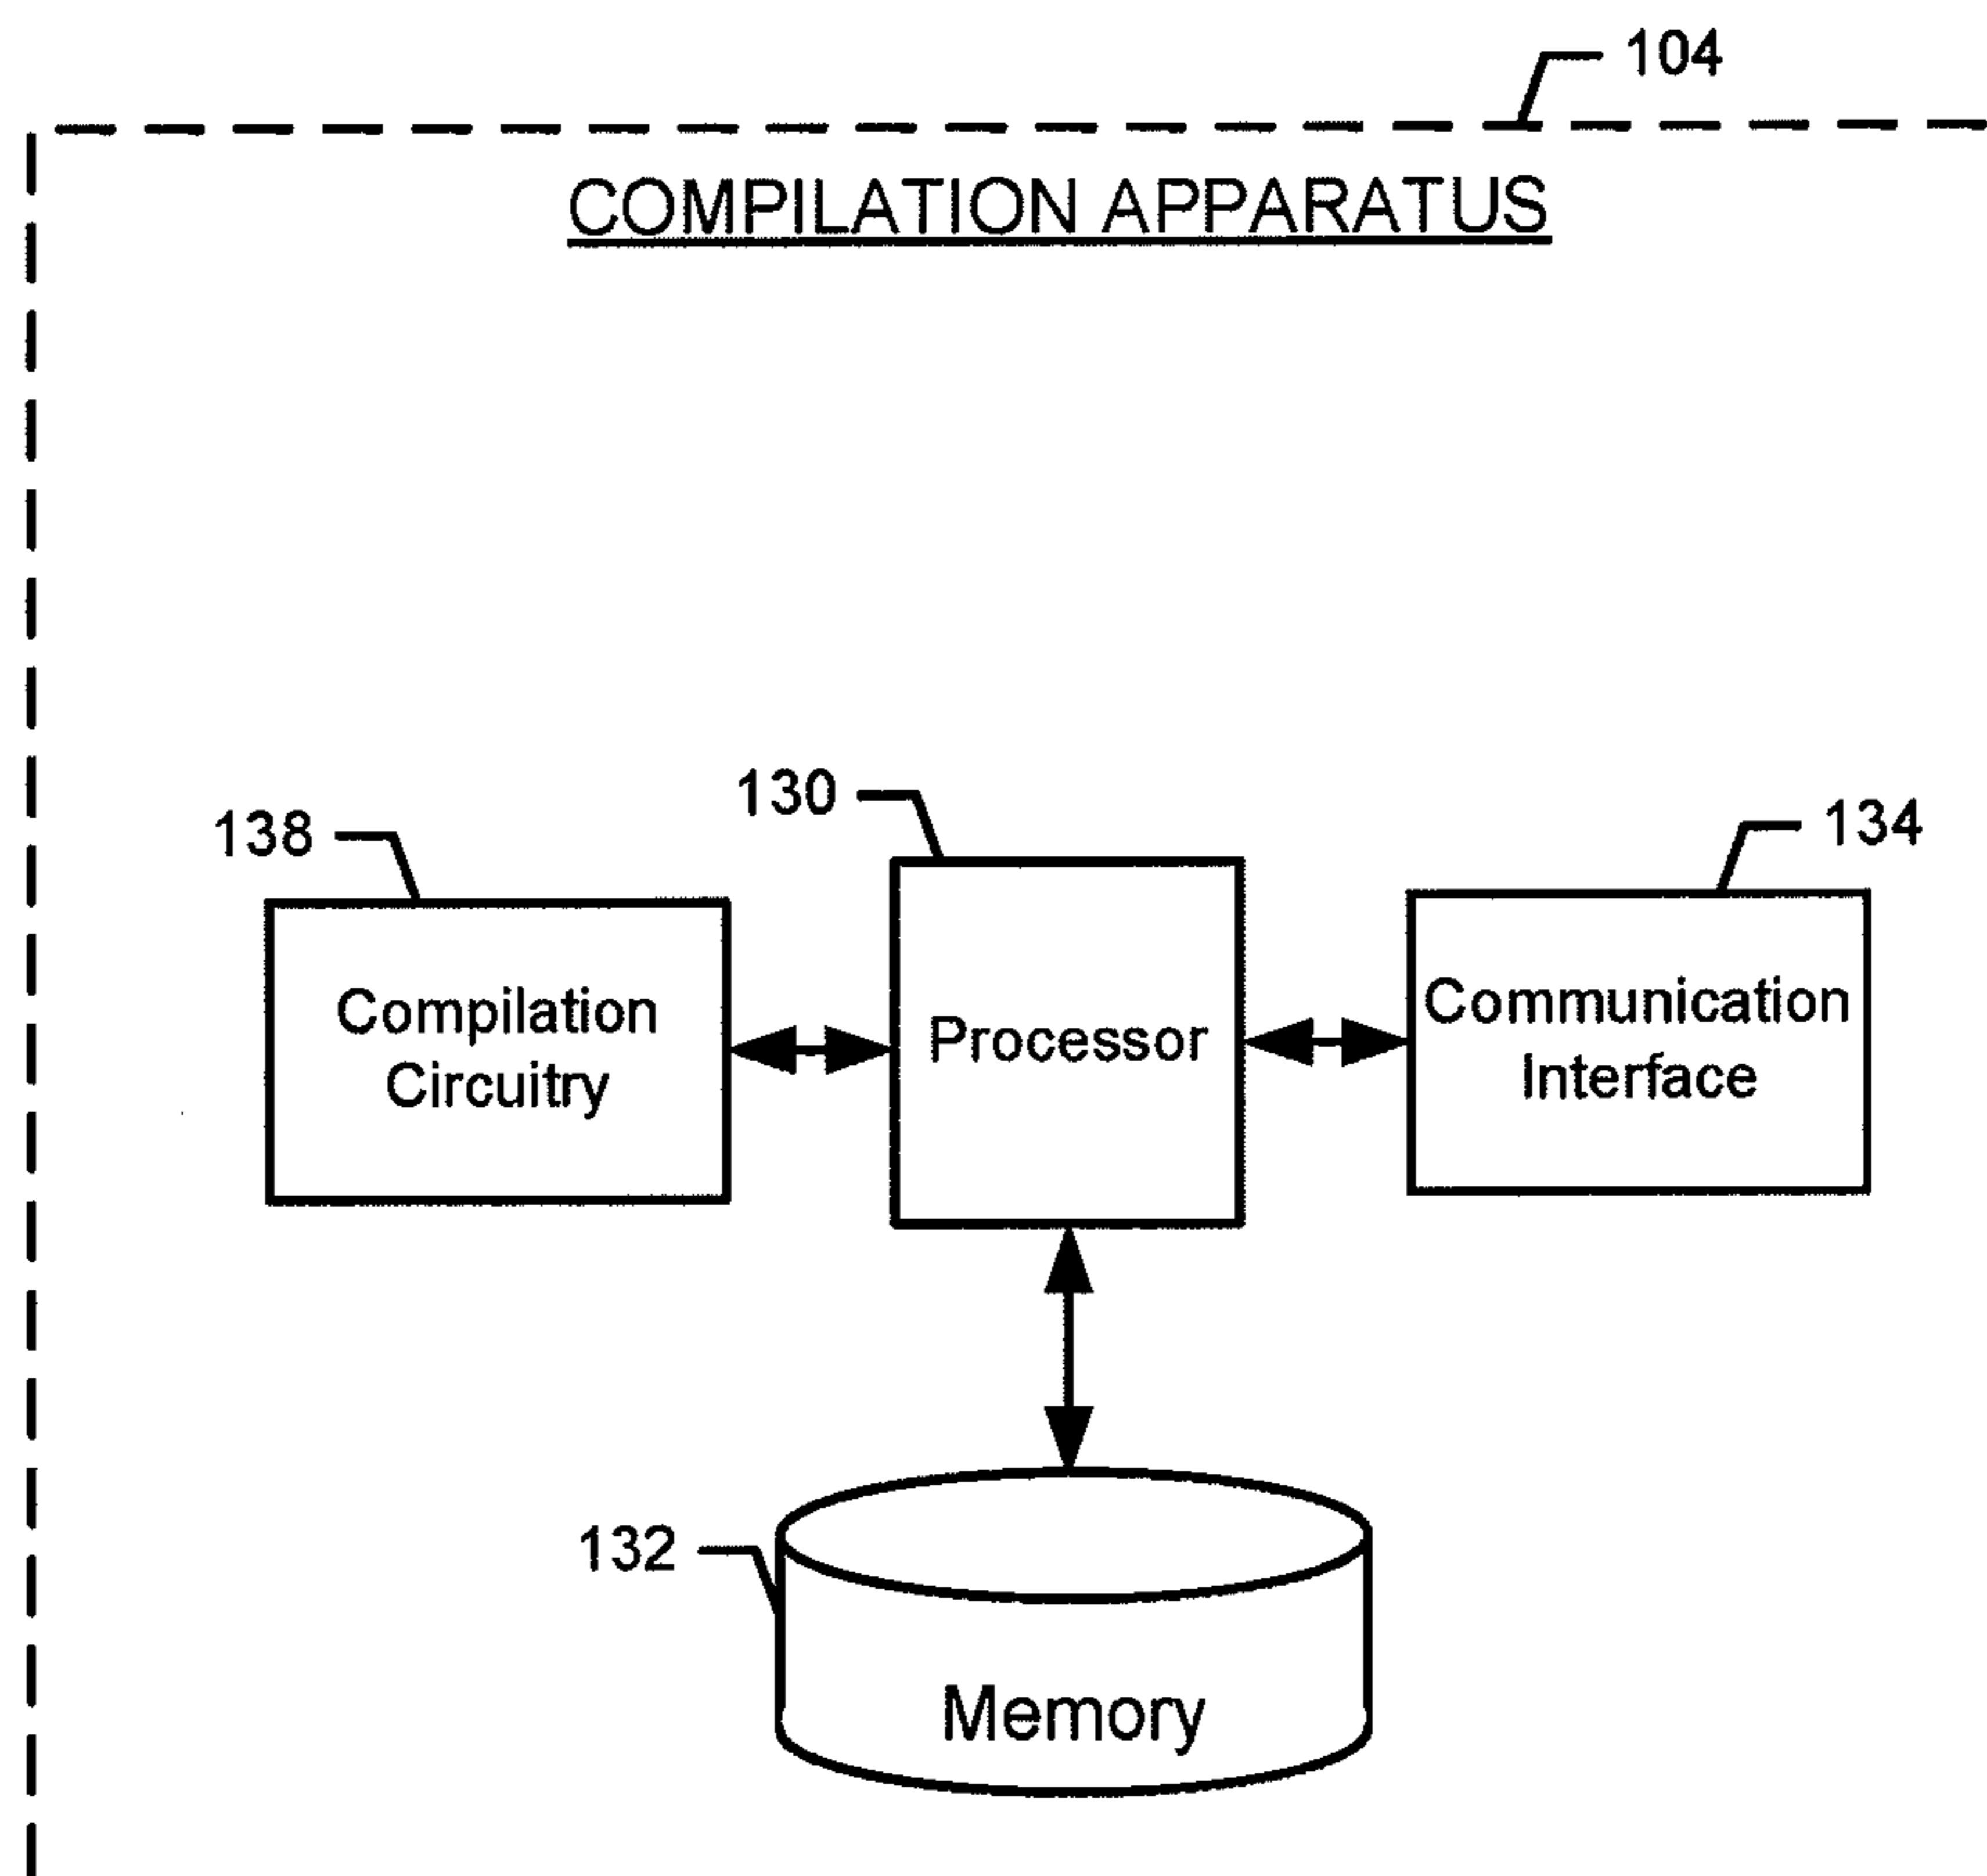 104
COMPILATION APPARATUS
130
134
138
Compilation
Circuitry
Processor
Communication
Interface
132
Memory